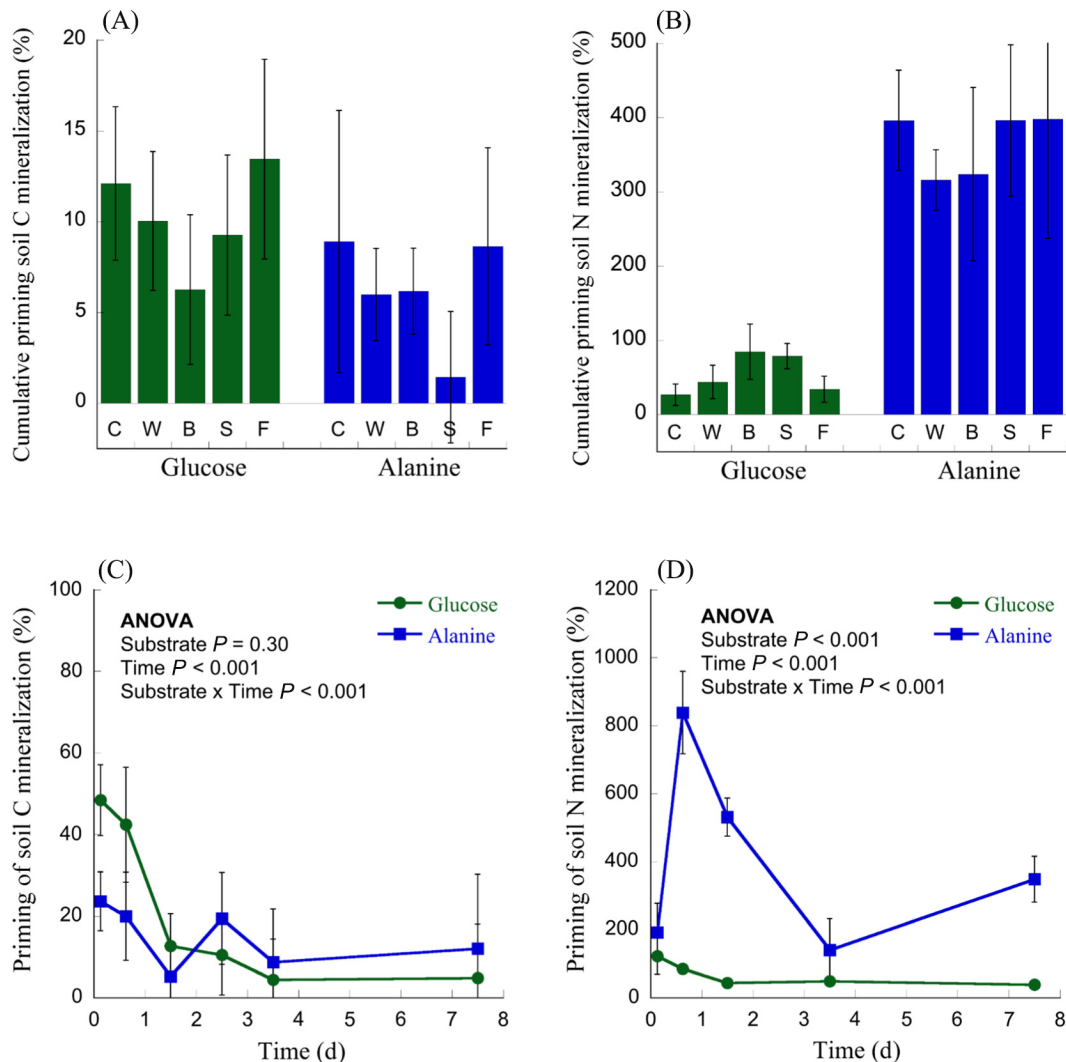 (A)
Cumulative priming soil C mineralization (%)
20
15
10
5
0
C W B S F C W B S F
Glucose Alanine
(B)
Cumulative priming soil N mineralization (%)
500
400
300
200
100
0
C W B S F C W B S F
Glucose Alanine
(C)
Priming of soil C mineralization (%)
100
80
60
40
20
0
ANOVA
Substrate P = 0.30
Time P < 0.001
Substrate x Time P < 0.001
Glucose
Alanine
0 1 2 3 4 5 6 7 8
Time (d)
(D)
Priming of soil N mineralization (%)
1200
1000
800
600
400
200
0
ANOVA
Substrate P < 0.001
Time P < 0.001
Substrate x Time P < 0.001
Glucose
Alanine
0 1 2 3 4 5 6 7 8
Time (d)